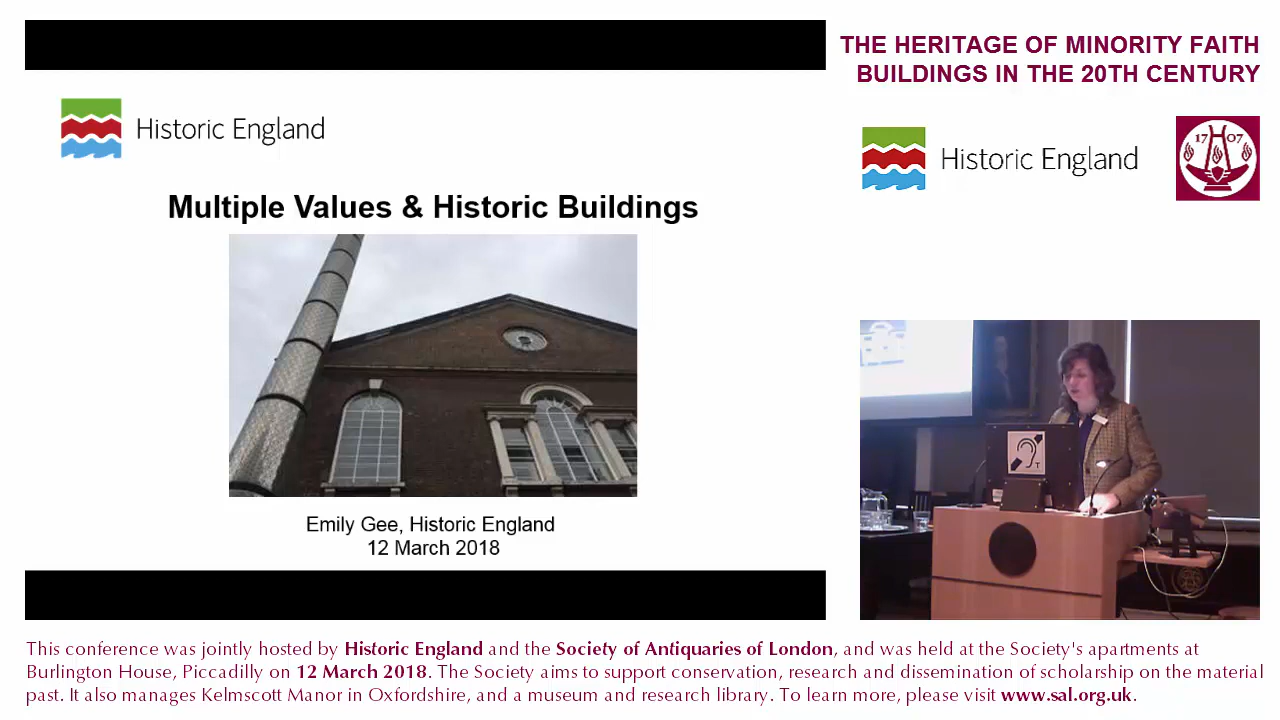 THE HERITAGE OF MINORITY FAITH
BUILDINGS IN THE 20TH CENTURY
Historic England
Historic England
17 07
Multiple Values & Historic Buildings
Emily Gee, Historic England
12 March 2018
T
This conference was jointly hosted by Historic England and the Society of Antiquaries of London, and was held at the Society's apartments at
Burlington House, Piccadilly on 12 March 2018. The Society aims to support conservation, research and dissemination of scholarship on the material
past. It also manages Kelmscott Manor in Oxfordshire, and a museum and research library. To learn more, please visit www.sal.org.uk.